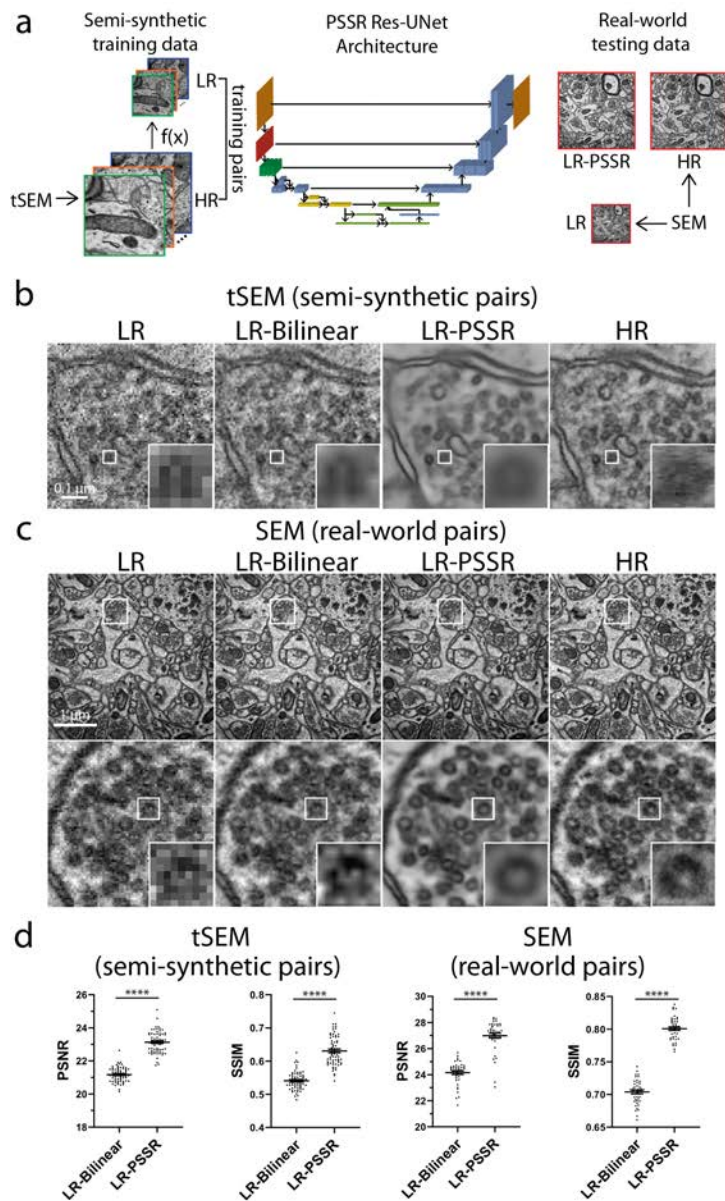 a
Semi-synthetic
training data
PSSR Res-UNet
Architecture
Real-world
testing data
LR
f(x)
tSEM
HR
training pairs
LR-PSSR
HR
LR
SEM
b
tSEM (semi-synthetic pairs)
LR
LR-Bilinear
LR-PSSR
HR
0.1 µm
c
SEM (real-world pairs)
LR
LR-Bilinear
LR-PSSR
HR
1 µm
d
tSEM
(semi-synthetic pairs)
SEM
(real-world pairs)
PSNR
26
24
22
20
18
****
LR-Bilinear
LR-PSSR
SSIM
0.8
0.7
0.6
0.5
0.4
****
LR-Bilinear
LR-PSSR
PSNR
30
28
26
24
22
20
****
LR-Bilinear
LR-PSSR
SSIM
0.85
0.80
0.75
0.70
0.65
****
LR-Bilinear
LR-PSSR